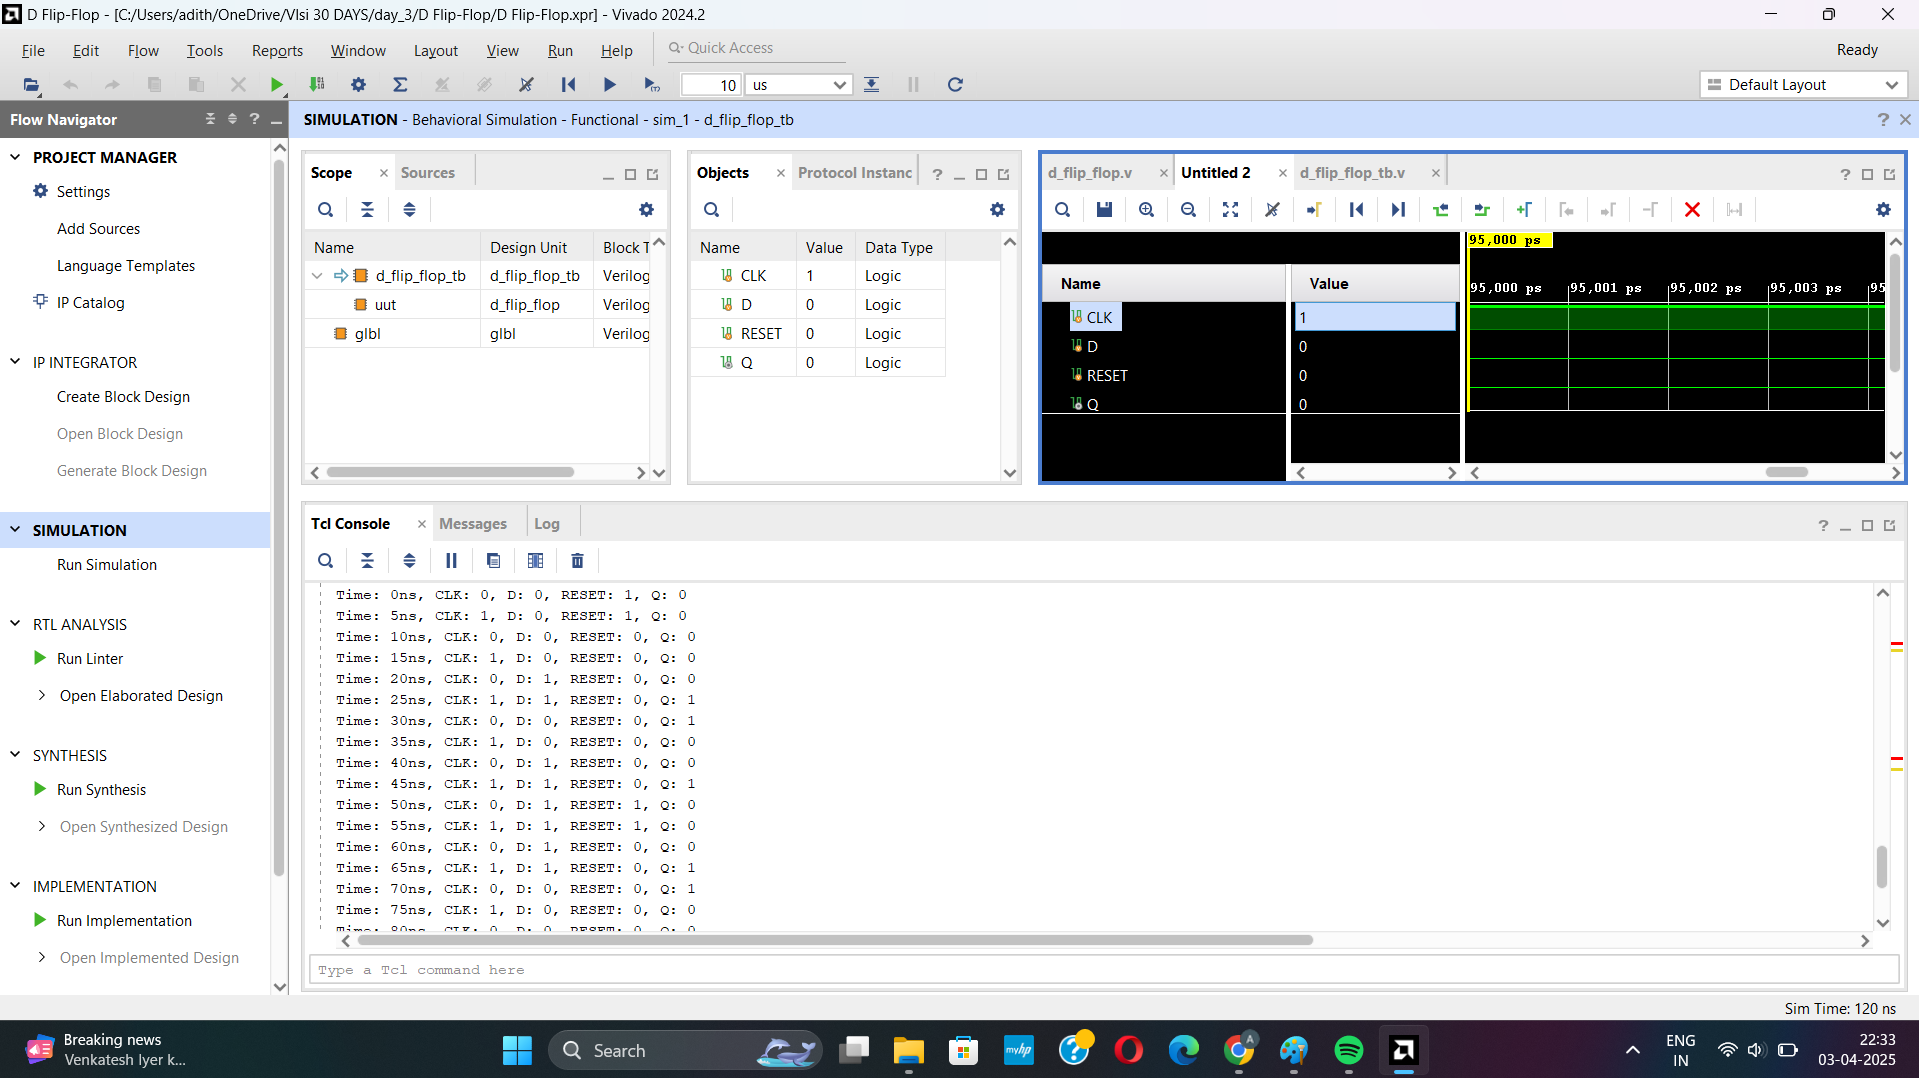 D Flip-Flop - [C:/Users/adith/OneDrive/Vlsi 30 DAYS/day_3/D Flip-Flop/D Flip-Flop.xpr] - Vivado 2024.2
File Edit Flow Tools Reports Window Layout View Run Help Quick Access Ready
10 us Default Layout
Flow Navigator
PROJECT MANAGER
Settings
Add Sources
Language Templates
IP Catalog
IP INTEGRATOR
Create Block Design
Open Block Design
Generate Block Design
SIMULATION
Run Simulation
RTL ANALYSIS
Run Linter
Open Elaborated Design
SYNTHESIS
Run Synthesis
Open Synthesized Design
IMPLEMENTATION
Run Implementation
Open Implemented Design
SIMULATION - Behavioral Simulation - Functional - sim_1 - d_flip_flop_tb
Scope Sources
Name Design Unit Block T
d_flip_flop_tb d_flip_flop_tb Verilog
uut d_flip_flop Verilog
glbl glbl Verilog
Objects Protocol Instanc
Name Value Data Type
CLK 1 Logic
D 0 Logic
RESET 0 Logic
Q 0 Logic
d_flip_flop.v Untitled 2 d_flip_flop_tb.v
95,000 ps
Name Value 95,000 ps 95,001 ps 95,002 ps 95,003 ps 95
CLK 1
D 0
RESET 0
Q 0
Tcl Console Messages Log
Time: 0ns, CLK: 0, D: 0, RESET: 1, Q: 0
Time: 5ns, CLK: 1, D: 0, RESET: 1, Q: 0
Time: 10ns, CLK: 0, D: 0, RESET: 0, Q: 0
Time: 15ns, CLK: 1, D: 0, RESET: 0, Q: 0
Time: 20ns, CLK: 0, D: 1, RESET: 0, Q: 0
Time: 25ns, CLK: 1, D: 1, RESET: 0, Q: 1
Time: 30ns, CLK: 0, D: 0, RESET: 0, Q: 1
Time: 35ns, CLK: 1, D: 0, RESET: 0, Q: 0
Time: 40ns, CLK: 0, D: 1, RESET: 0, Q: 0
Time: 45ns, CLK: 1, D: 1, RESET: 0, Q: 1
Time: 50ns, CLK: 0, D: 1, RESET: 1, Q: 0
Time: 55ns, CLK: 1, D: 1, RESET: 1, Q: 0
Time: 60ns, CLK: 0, D: 1, RESET: 0, Q: 0
Time: 65ns, CLK: 1, D: 1, RESET: 0, Q: 1
Time: 70ns, CLK: 0, D: 0, RESET: 0, Q: 1
Time: 75ns, CLK: 1, D: 0, RESET: 0, Q: 0
Time: 80ns, CLK: 0, D: 0, RESET: 0, Q: 0
Type a Tcl command here
Sim Time: 120 ns
Breaking news
Venkatesh Iyer k...
Search
myhp
A
ENG
IN
22:33
03-04-2025